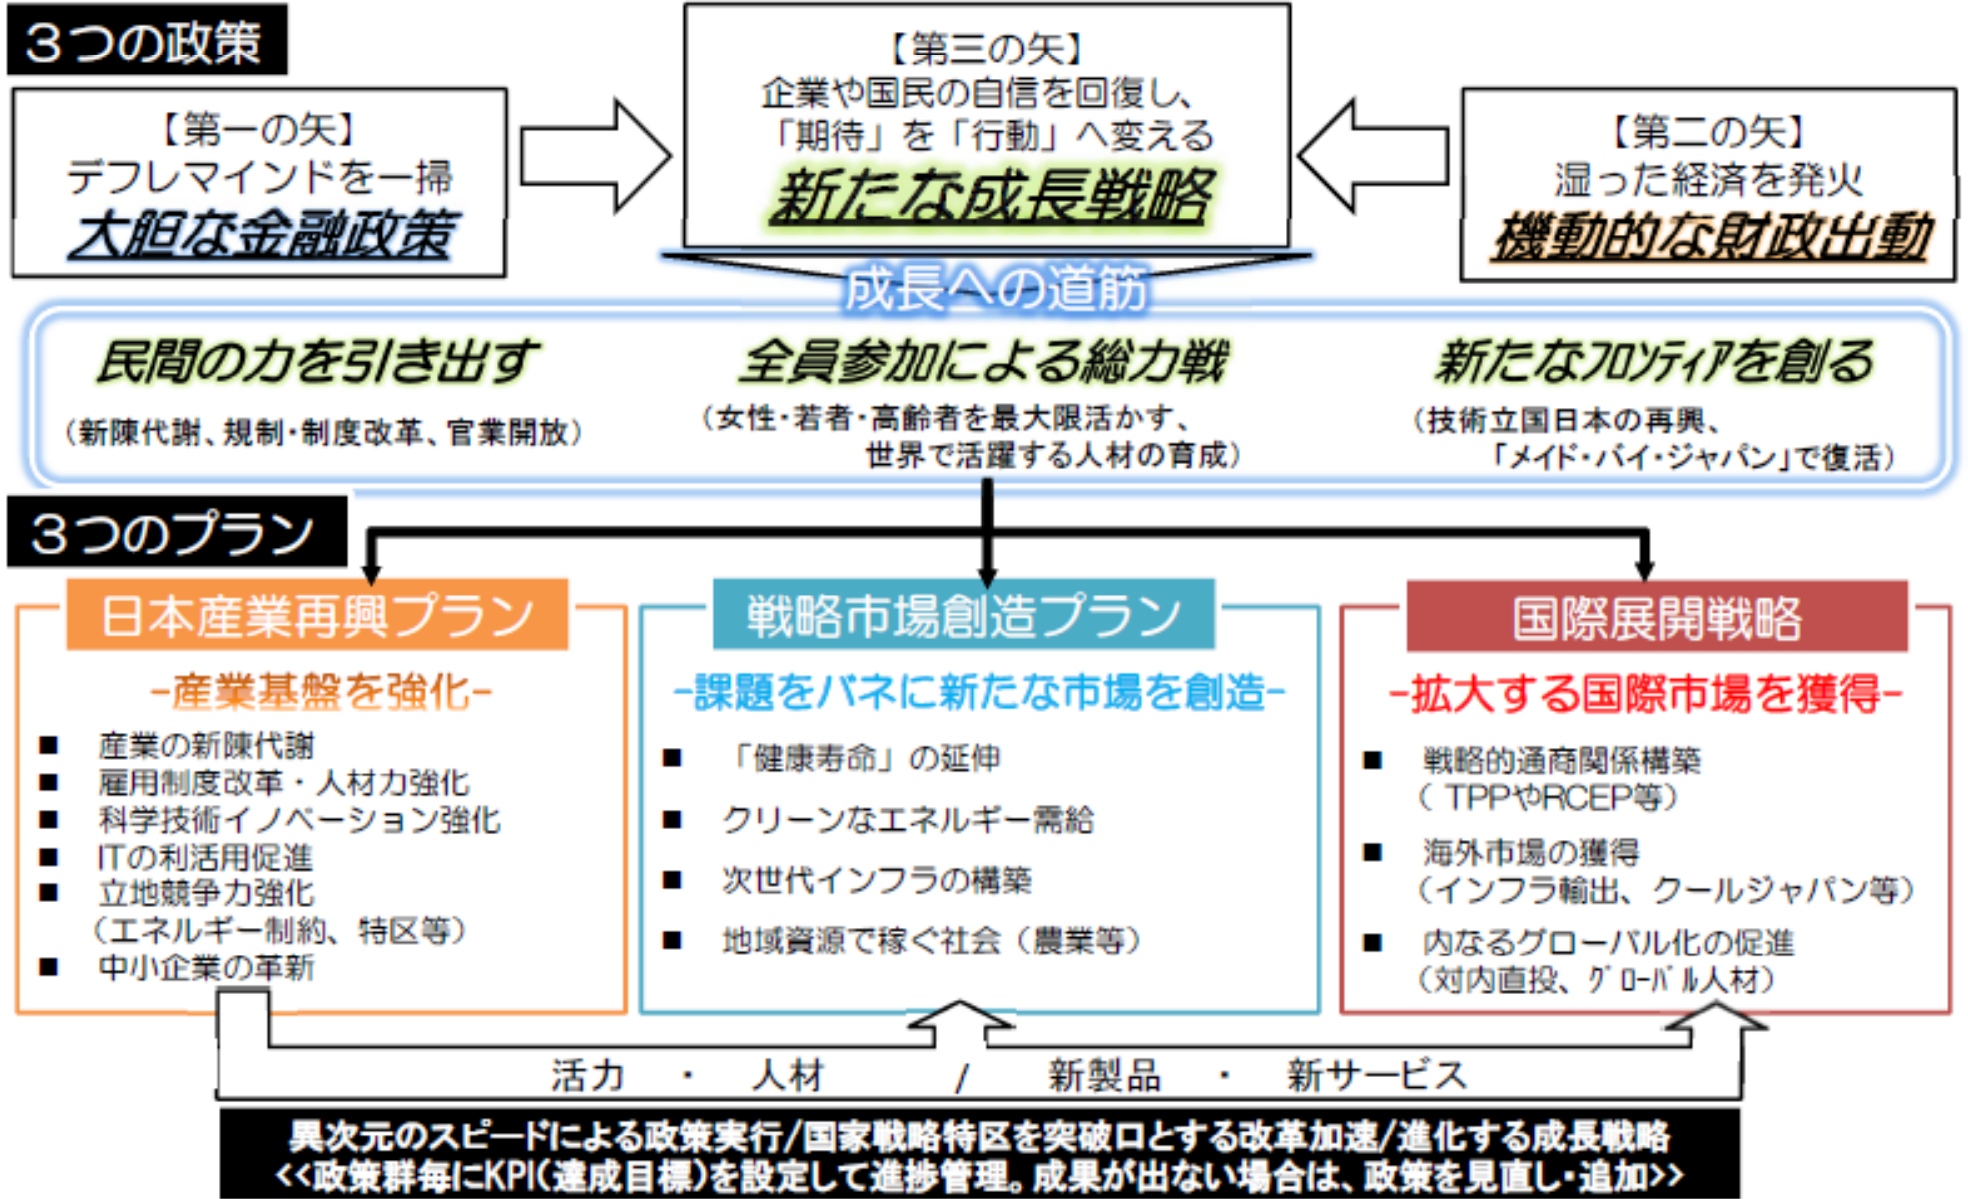 3つの政策
【第一の矢】
デフレマインドを一掃
大胆な金融政策
【第三の矢】
企業や国民の自信を回復し、
「期待」を「行動」へ変える
新たな成長戦略
【第二の矢】
湿った経済を発火
機動的な財政出動
成長への道筋
民間の力を引き出す
(新陳代謝、規制・制度改革、官業開放)
全員参加による総力戦
(女性・若者・高齢者を最大限活かす、
世界で活躍する人材の育成)
新たなフロンティアを創る
(技術立国日本の再興、
「メイド・バイ・ジャパン」で復活)
3つのプラン
日本産業再興プラン
-産業基盤を強化-
■ 産業の新陳代謝
■ 雇用制度改革・人材力強化
■ 科学技術イノベーション強化
■ ITの利活用促進
■ 立地競争力強化
(エネルギー制約、特区等)
■ 中小企業の革新
戦略市場創造プラン
-課題をバネに新たな市場を創造-
■ 「健康寿命」の延伸
■ クリーンなエネルギー需給
■ 次世代インフラの構築
■ 地域資源で稼ぐ社会(農業等)
国際展開戦略
-拡大する国際市場を獲得-
■ 戦略的通商関係構築
( TPPやRCEP等)
■ 海外市場の獲得
(インフラ輸出、クールジャパン等)
■ 内なるグローバル化の促進
(対内直投、グローバル人材)
活力 ・ 人材 / 新製品 ・ 新サービス
異次元のスピードによる政策実行/国家戦略特区を突破口とする改革加速/進化する成長戦略
<<政策群毎にKPI(達成目標)を設定して進捗管理。成果が出ない場合は、政策を見直し・追加>>